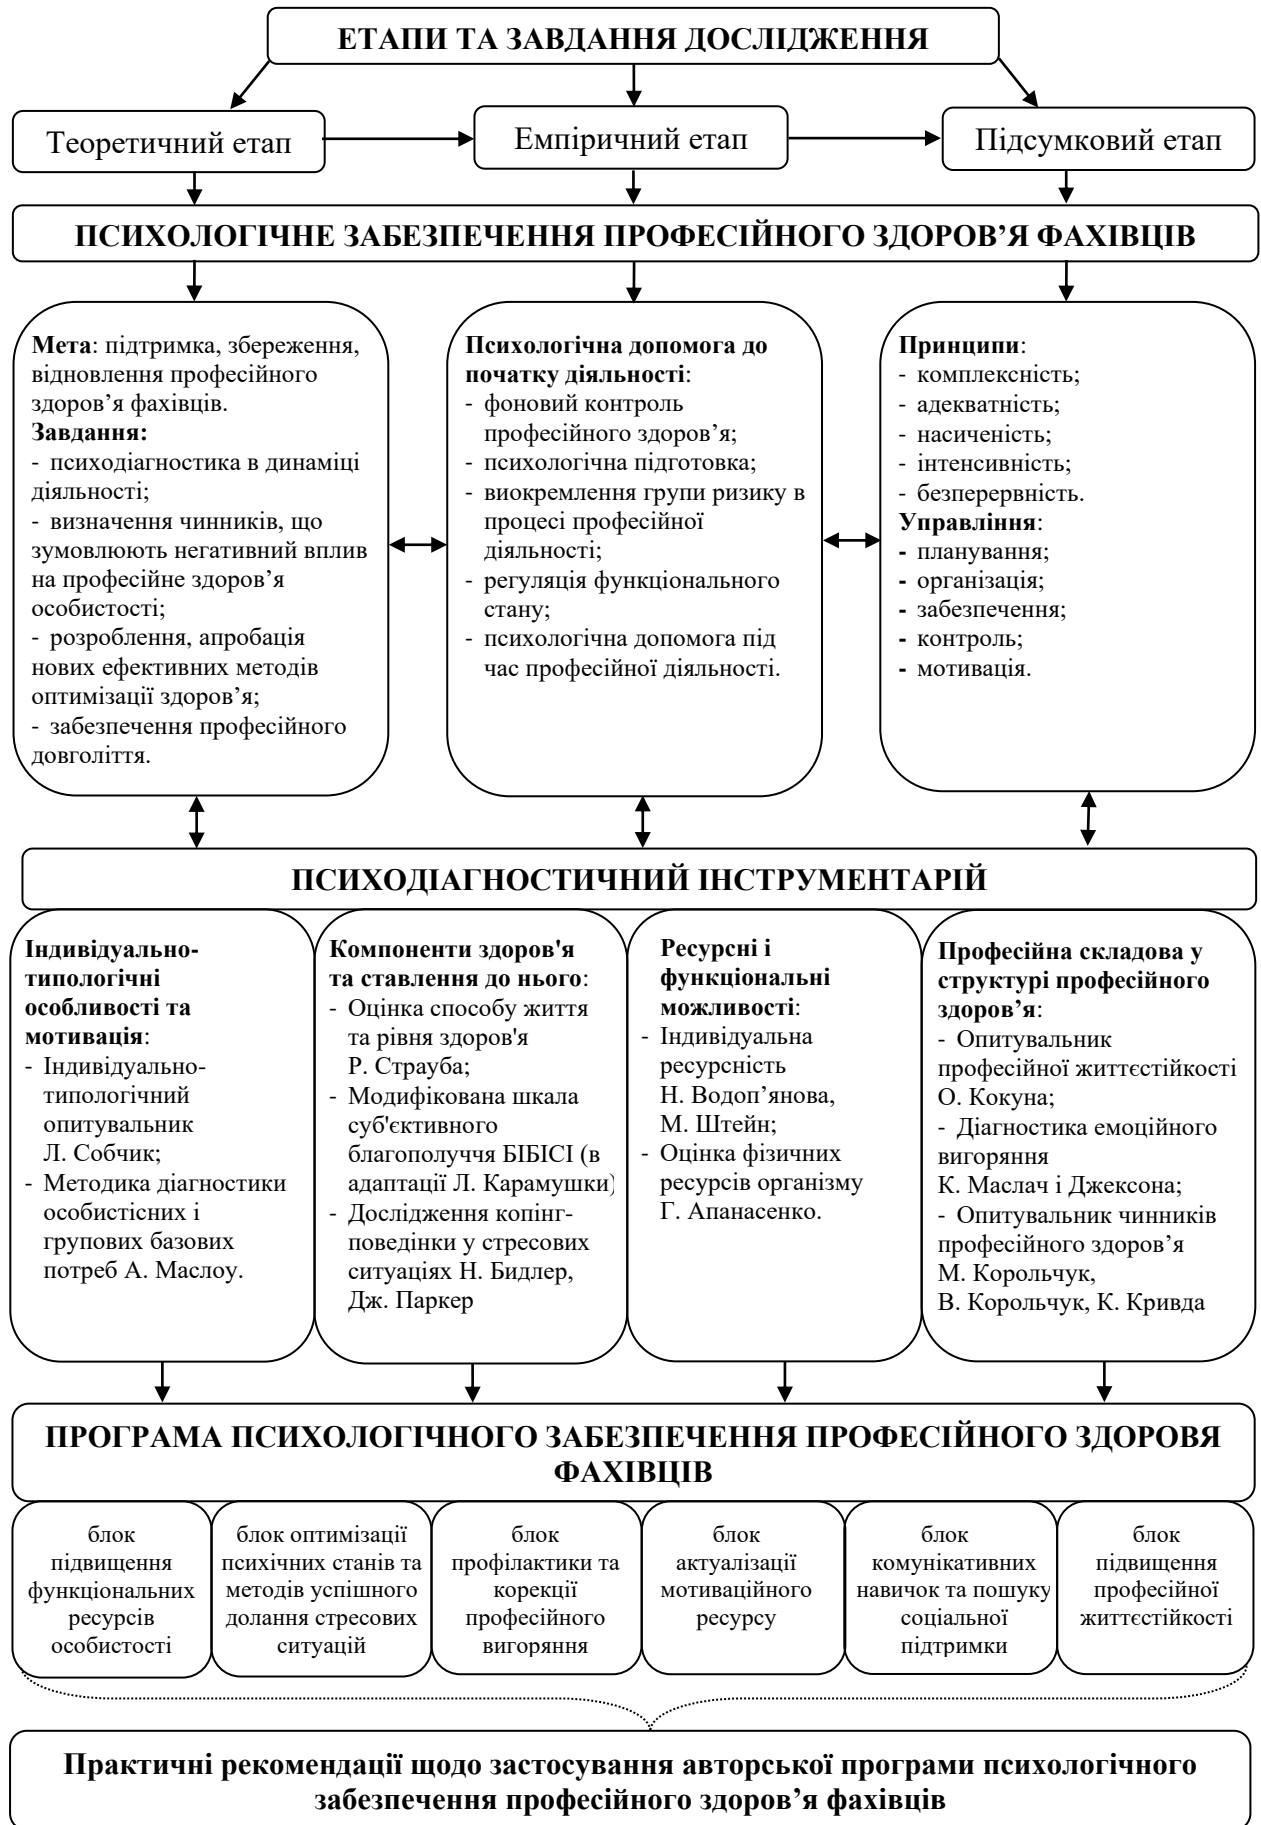 ЕТАПИ ТА ЗАВДАННЯ ДОСЛІДЖЕННЯ
Теоретичний етап
Емпіричний етап
Підсумковий етап
ПСИХОЛОГІЧНЕ ЗАБЕЗПЕЧЕННЯ ПРОФЕСІЙНОГО ЗДОРОВ’Я ФАХІВЦІВ
Мета: підтримка, збереження,
відновлення професійного
здоров’я фахівців.
Завдання:
- психодіагностика в динаміці
діяльності;
- визначення чинників, що
зумовлюють негативний вплив
на професійне здоров’я
особистості;
- розроблення, апробація
нових ефективних методів
оптимізації здоров’я;
- забезпечення професійного
довголіття.
Психологічна допомога до
початку діяльності:
- фоновий контроль
професійного здоров’я;
- психологічна підготовка;
- виокремлення групи ризику в
процесі професійної
діяльності;
- регуляція функціонального
стану;
- психологічна допомога під
час професійної діяльності.
Принципи:
- комплексність;
- адекватність;
- насиченість;
- інтенсивність;
- безперервність.
Управління:
- планування;
- організація;
- забезпечення;
- контроль;
- мотивація.
ПСИХОДІАГНОСТИЧНИЙ ІНСТРУМЕНТАРІЙ
Індивідуально-
типологічні
особливості та
мотивація:
- Індивідуально-
типологічний
опитувальник
Л. Собчик;
- Методика діагностики
особистісних і
групових базових
потреб А. Маслоу.
Компоненти здоров'я
та ставлення до нього:
- Оцінка способу життя
та рівня здоров'я
Р. Страуба;
- Модифікована шкала
суб'єктивного
благополуччя БІБІСІ (в
адаптації Л. Карамушки)
- Дослідження копінг-
поведінки у стресових
ситуаціях Н. Бидлер,
Дж. Паркер
Ресурсні і
функціональні
можливості:
- Індивідуальна
ресурсність
Н. Водоп’янова,
М. Штейн;
- Оцінка фізичних
ресурсів організму
Г. Апанасенко.
Професійна складова у
структурі професійного
здоров’я:
- Опитувальник
професійної життєстійкості
О. Кокуна;
- Діагностика емоційного
вигоряння
К. Маслач і Джексона;
- Опитувальник чинників
професійного здоров’я
М. Корольчук,
В. Корольчук, К. Кривда
ПРОГРАМА ПСИХОЛОГІЧНОГО ЗАБЕЗПЕЧЕННЯ ПРОФЕСІЙНОГО ЗДОРОВЯ
ФАХІВЦІВ
блок
підвищення
функціональних
ресурсів
особистості
блок оптимізації
психічних станів та
методів успішного
долання стресових
ситуацій
блок
профілактики та
корекції
професійного
вигоряння
блок
актуалізації
мотиваційного
ресурсу
блок
комунікативних
навичок та пошуку
соціальної
підтримки
блок
підвищення
професійної
життєстійкості
Практичні рекомендації щодо застосування авторської програми психологічного
забезпечення професійного здоров’я фахівців